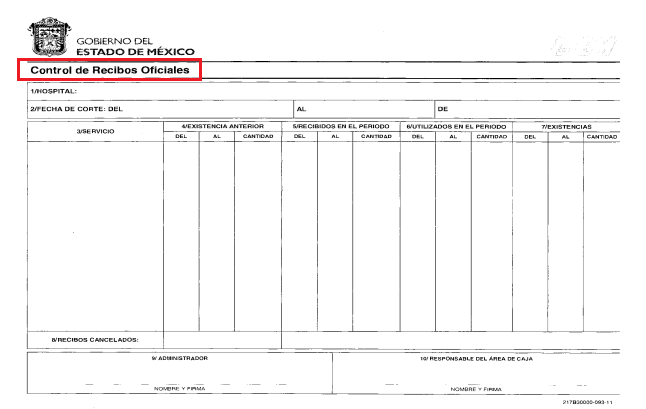 GOBIERNO DEL
ESTADO DE MÉXICO
Control de Recibos Oficiales
1/HOSPITAL:
2/FECHA DE CORTE: DEL AL DE
3/SERVICIO 4/EXISTENCIA ANTERIOR 5/RECIBIDOS EN EL PERIODO 6/UTILIZADOS EN EL PERIODO 7/EXISTENCIAS
DEL AL CANTIDAD DEL AL CANTIDAD DEL AL CANTIDAD DEL AL CANTIDAD
8/RECIBOS CANCELADOS:
9/ ADMINISTRADOR 10/ RESPONSABLE DEL ÁREA DE CAJA
NOMBRE Y FIRMA NOMBRE Y FIRMA
217B30000-093-11